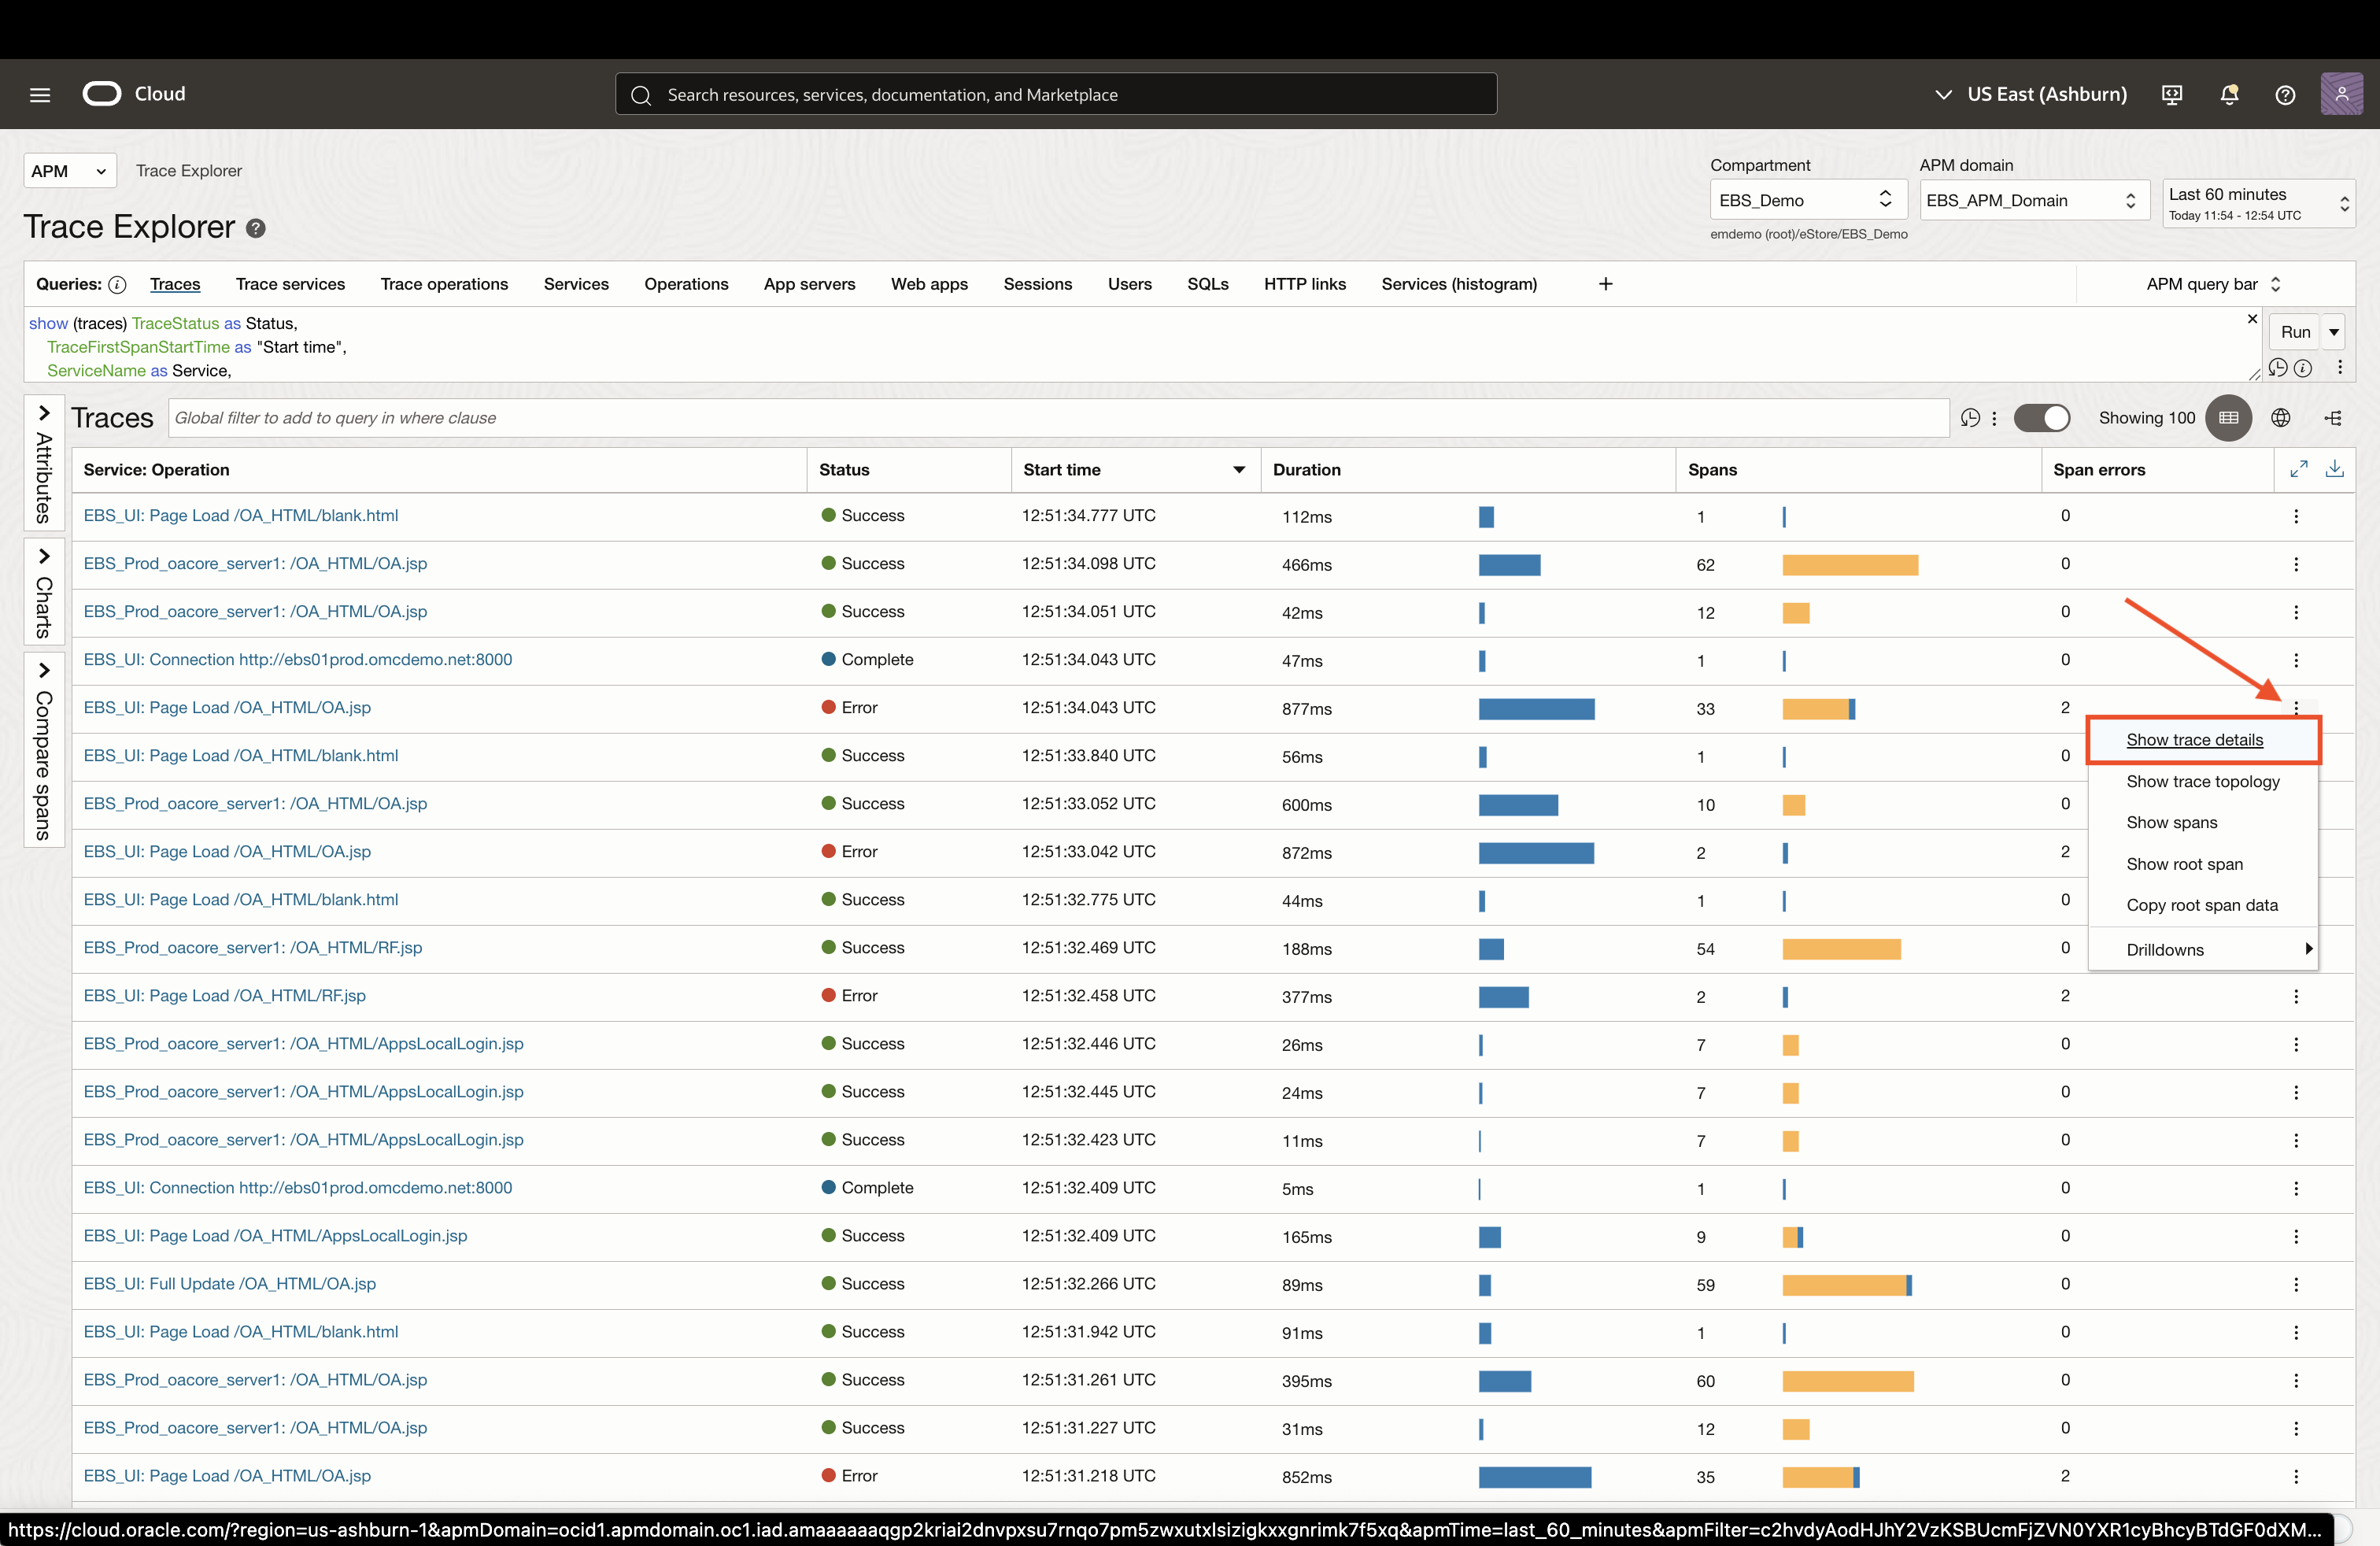 Cloud
Search resources, services, documentation, and Marketplace
US East (Ashburn)
APM
Trace Explorer
Compartment
APM domain
EBS_Demo
EBS_APM_Domain
Last 60 minutes
Today 11:54 - 12:54 UTC
emdemo (root)/eStore/EBS_Demo
Trace Explorer
Queries: Traces Trace services Trace operations Services Operations App servers Web apps Sessions Users SQLs HTTP links Services (histogram) + APM query bar
show (traces) TraceStatus as Status,
TraceFirstSpanStartTime as "Start time",
ServiceName as Service,
Run
Attributes
Charts
Compare spans
Traces
Global filter to add to query in where clause
Showing 100
Service: Operation Status Start time Duration Spans Span errors
EBS_UI: Page Load /OA_HTML/blank.html Success 12:51:34.777 UTC 112ms 1 0
EBS_Prod_oacore_server1: /OA_HTML/OA.jsp Success 12:51:34.098 UTC 466ms 62 0
EBS_Prod_oacore_server1: /OA_HTML/OA.jsp Success 12:51:34.051 UTC 42ms 12 0
EBS_UI: Connection http://ebs01prod.omcdemo.net:8000 Complete 12:51:34.043 UTC 47ms 1 0
EBS_UI: Page Load /OA_HTML/OA.jsp Error 12:51:34.043 UTC 877ms 33 2
EBS_UI: Page Load /OA_HTML/blank.html Success 12:51:33.840 UTC 56ms 1 0
EBS_Prod_oacore_server1: /OA_HTML/OA.jsp Success 12:51:33.052 UTC 600ms 10 0
EBS_UI: Page Load /OA_HTML/OA.jsp Error 12:51:33.042 UTC 872ms 2 2
EBS_UI: Page Load /OA_HTML/blank.html Success 12:51:32.775 UTC 44ms 1 0
EBS_Prod_oacore_server1: /OA_HTML/RF.jsp Success 12:51:32.469 UTC 188ms 54 0
EBS_UI: Page Load /OA_HTML/RF.jsp Error 12:51:32.458 UTC 377ms 2 2
EBS_Prod_oacore_server1: /OA_HTML/AppsLocalLogin.jsp Success 12:51:32.446 UTC 26ms 7 0
EBS_Prod_oacore_server1: /OA_HTML/AppsLocalLogin.jsp Success 12:51:32.445 UTC 24ms 7 0
EBS_Prod_oacore_server1: /OA_HTML/AppsLocalLogin.jsp Success 12:51:32.423 UTC 11ms 7 0
EBS_UI: Connection http://ebs01prod.omcdemo.net:8000 Complete 12:51:32.409 UTC 5ms 1 0
EBS_UI: Page Load /OA_HTML/AppsLocalLogin.jsp Success 12:51:32.409 UTC 165ms 9 0
EBS_UI: Full Update /OA_HTML/OA.jsp Success 12:51:32.266 UTC 89ms 59 0
EBS_UI: Page Load /OA_HTML/blank.html Success 12:51:31.942 UTC 91ms 1 0
EBS_Prod_oacore_server1: /OA_HTML/OA.jsp Success 12:51:31.261 UTC 395ms 60 0
EBS_Prod_oacore_server1: /OA_HTML/OA.jsp Success 12:51:31.227 UTC 31ms 12 0
EBS_UI: Page Load /OA_HTML/OA.jsp Error 12:51:31.218 UTC 852ms 35 2
Show trace details
Show trace topology
Show spans
Show root span
Copy root span data
Drilldowns
https://cloud.oracle.com/?region=us-ashburn-1&apmDomain=ocid1.apmdomain.oc1.iad.amaaaaaaqgp2kriai2dnvpxsu7rnqo7pm5zwxutxlsizigkxxgnrimk7f5xq&apmTime=last_60_minutes&apmFilter=c2hvdyAodHJhY2VzKSBUcmFjZVN0YXR1cyBhcyBTdGF0dXM...